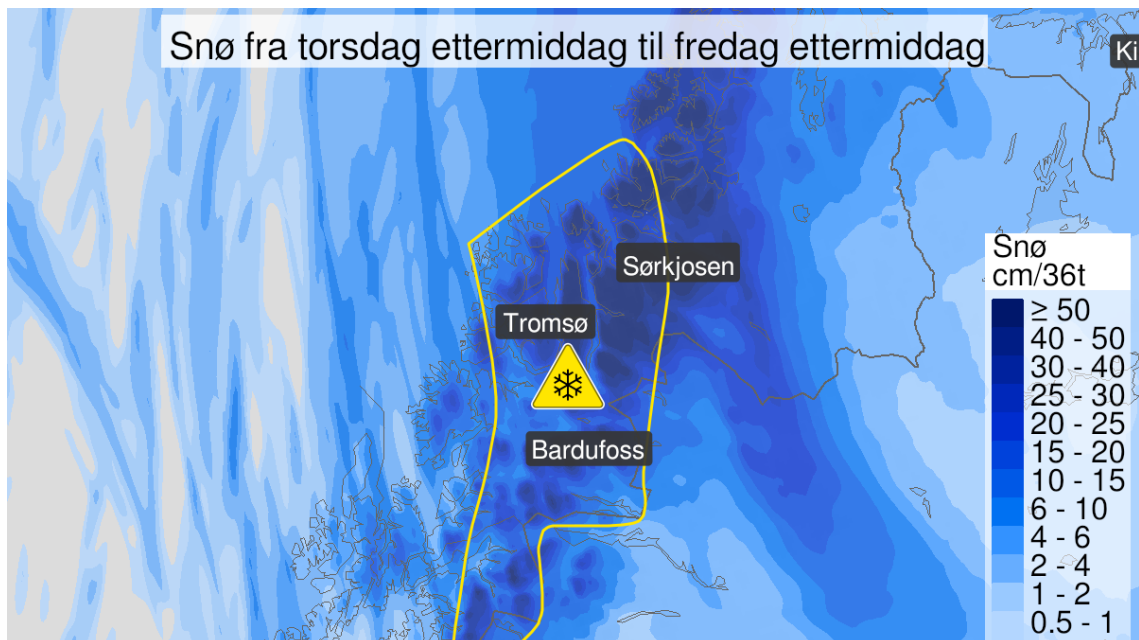 Snø fra torsdag ettermiddag til fredag ettermiddag
Ki
Sørkjosen
Tromsø
Bardufoss
Snø
cm/36t
≥ 50
40 - 50
30 - 40
25 - 30
20 - 25
15 - 20
10 - 15
6 - 10
4 - 6
2 - 4
1 - 2
0.5 - 1